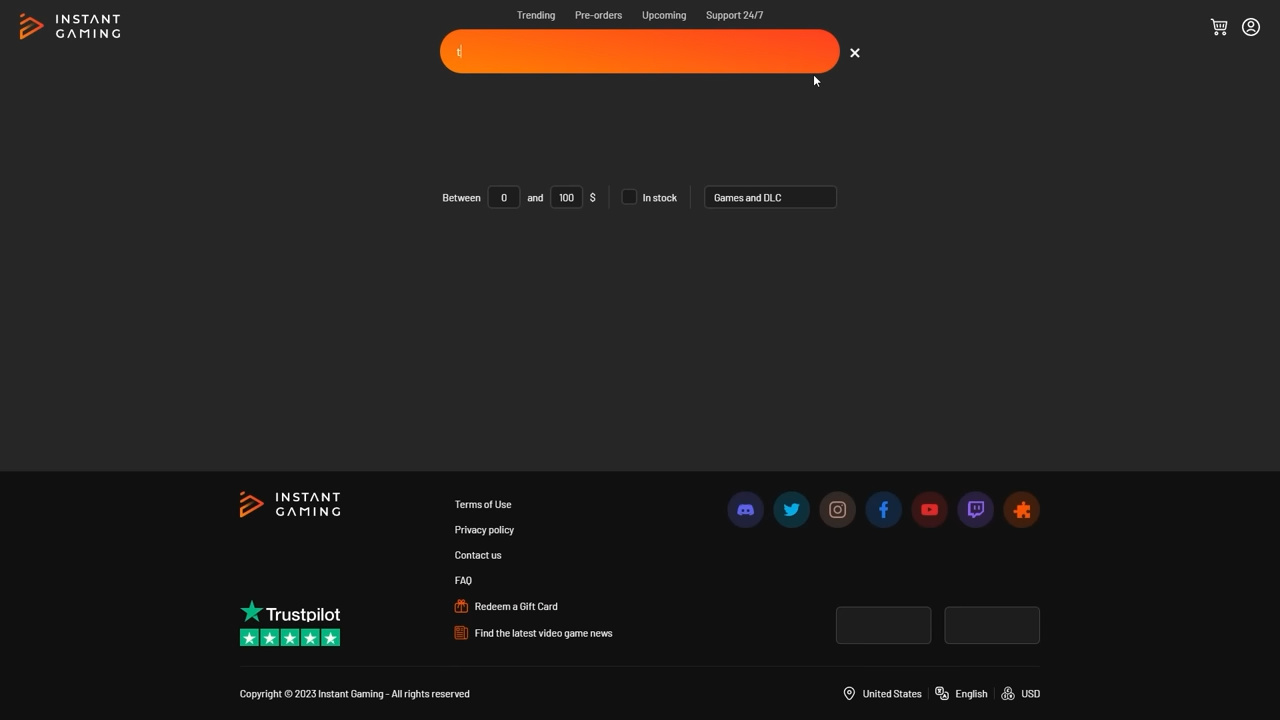 INSTANT
GAMING
Trending Pre-orders Upcoming Support 24/7
t
Between 0 and 100 $ In stock Games and DLC
INSTANT
GAMING
Terms of Use
Privacy policy
Contact us
FAQ
Redeem a Gift Card
Find the latest video game news
Trustpilot
Copyright © 2023 Instant Gaming - All rights reserved
United States English USD